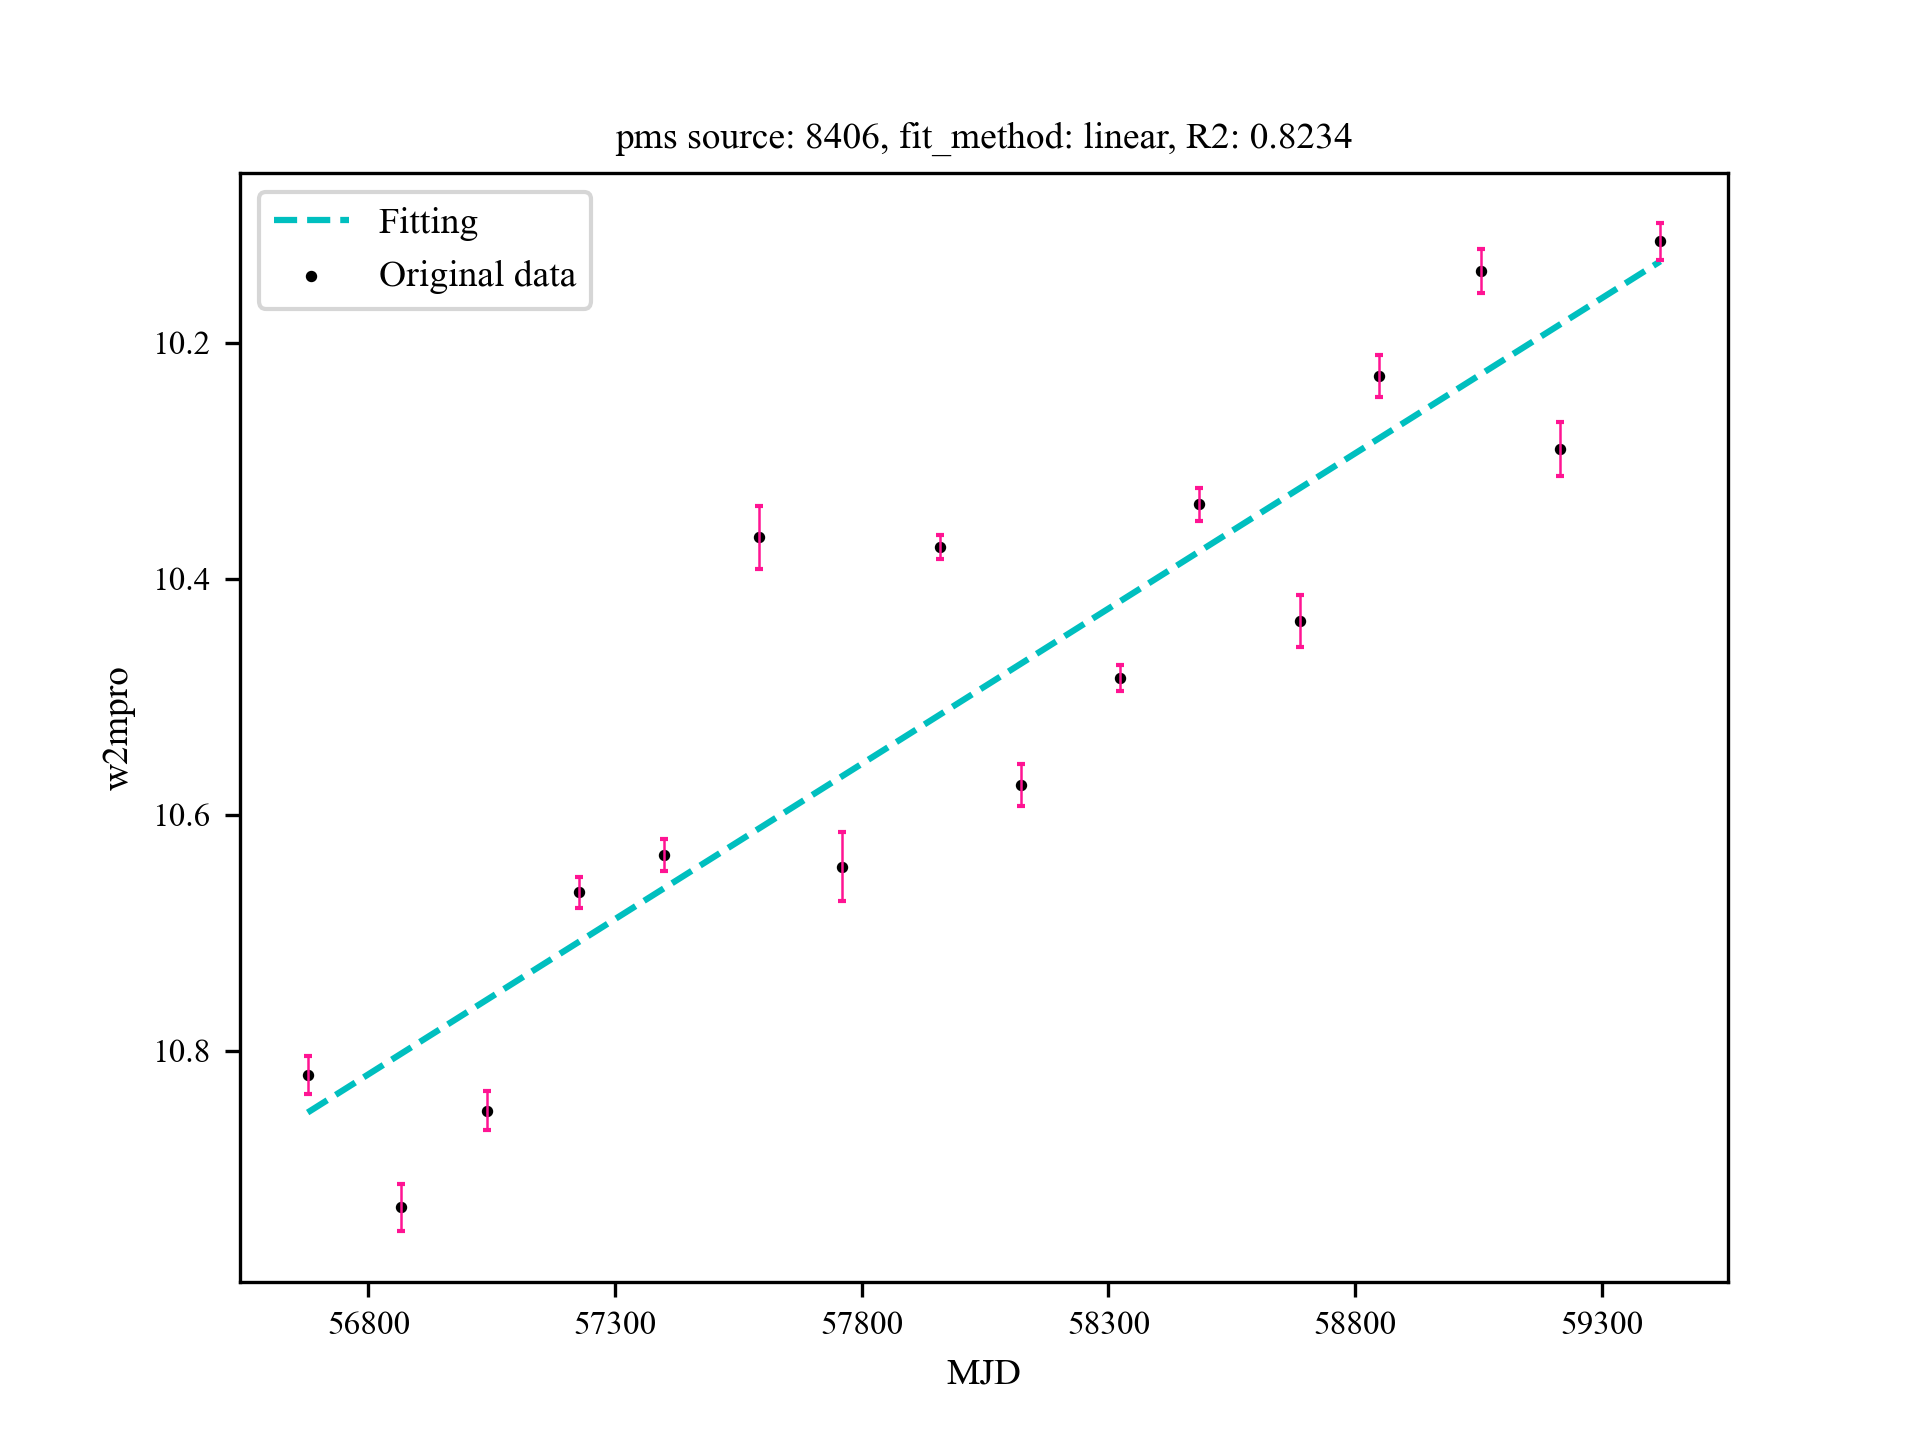 pms source: 8406, fit_method: linear, R2: 0.8234
Fitting
Original data
10.2
10.4
10.6
10.8
w2mpro
56800
57300
57800
58300
58800
59300
MJD